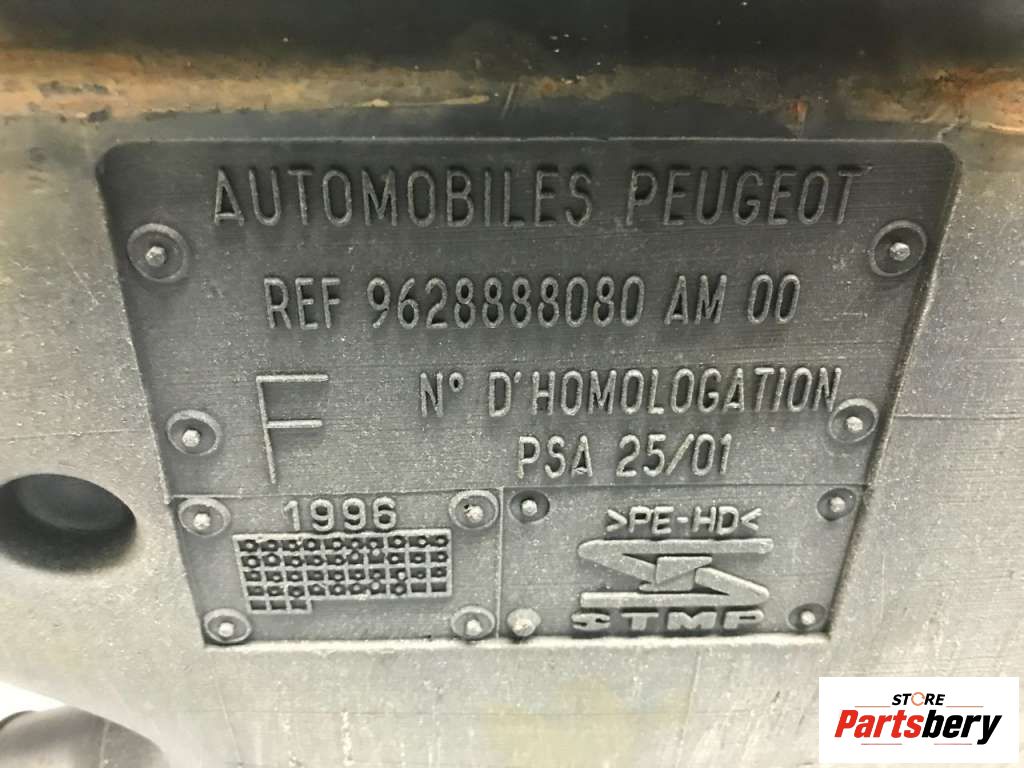 AUTOMOBILES PEUGEOT
REF 9628888080 AM 00
F
N° D'HOMOLOGATION
PSA 25/01
1996
>PE-HD<
STMP
STORE
Partsbery